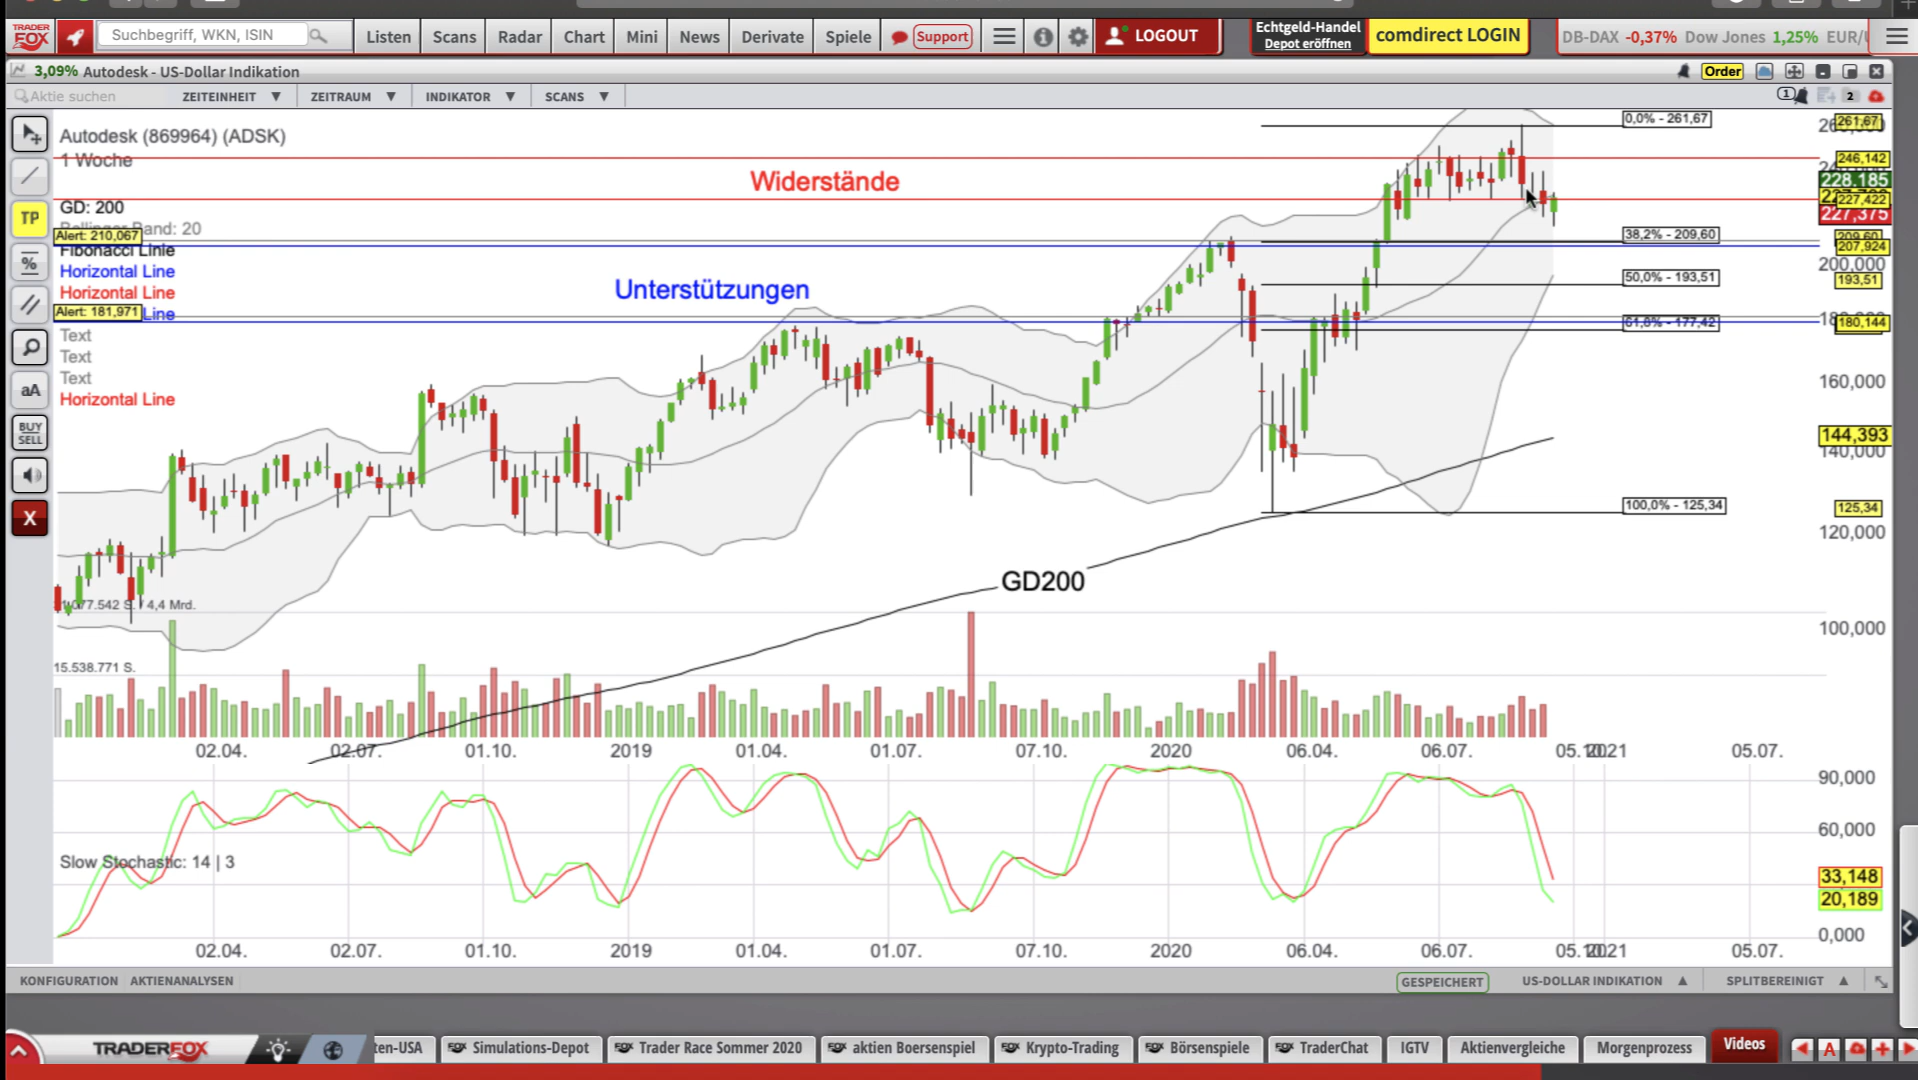 TRADER FOX
Suchbegriff, WKN, ISIN
Listen
Scans
Radar
Chart
Mini
News
Derivate
Spiele
Support
LOGOUT
Echtgeld-Handel
Depot eröffnen
comdirect LOGIN
DB-DAX -0,37% Dow Jones 1,25%
3,09% Autodesk - US-Dollar Indikation
Order
Aktie suchen
ZEITEINHEIT
ZEITRAUM
INDIKATOR
SCANS
1
2
Autodesk (869964) (ADSK)
1 Woche
GD: 200
Alert: 210,067
Fibonacci Linie
Horizontal Line
Horizontal Line
Alert: 181,971
Line
Text
Text
Text
Horizontal Line
TP
%
aA
BUY
SELL
X
Widerstände
Unterstützungen
GD200
0,0% - 261,67
38,2% - 209,60
50,0% - 193,51
61,8% - 177,42
100,0% - 125,34
261,67
246,142
228,185
227,422
227,375
207,924
200,000
193,51
180,144
160,000
144,393
140,000
125,34
120,000
100,000
15.538.771 S.
02.04.
02.07.
01.10.
2019
01.04.
01.07.
07.10.
2020
06.04.
06.07.
2021
05.07.
Slow Stochastic: 14 | 3
90,000
60,000
33,148
20,189
0,000
02.04.
02.07.
01.10.
2019
01.04.
01.07.
07.10.
2020
06.04.
06.07.
2021
05.07.
KONFIGURATION
AKTIENANALYSEN
GESPEICHERT
US-DOLLAR INDIKATION
SPLITBEREINIGT
TRADERFOX
ten-USA
Simulations-Depot
Trader Race Sommer 2020
aktien Boersenspiel
Krypto-Trading
Börsenspiele
TraderChat
IGTV
Aktienvergleiche
Morgenprozess
Videos
A